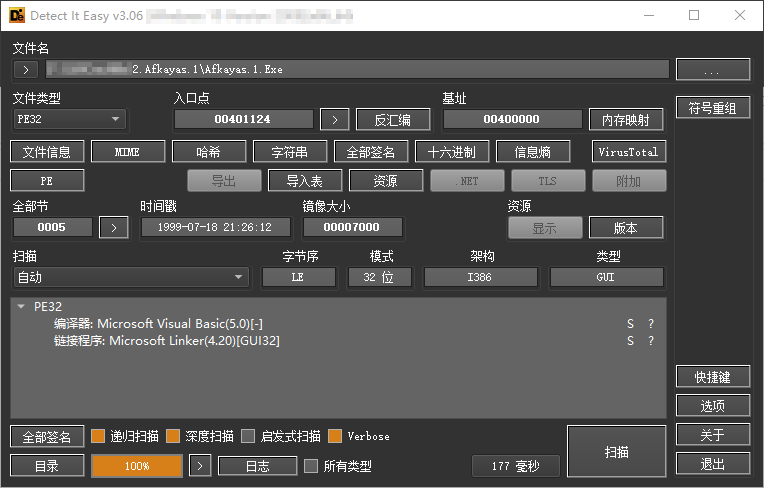 Detect It Easy v3.06
文件名
> 2.Afkayas.1\Afkayas.1.Exe ...
文件类型 入口点 基址
PE32 00401124 > 反汇编 00400000 内存映射 符号重组
文件信息 MIME 哈希 字符串 全部签名 十六进制 信息熵 VirusTotal
PE 导出 导入表 资源 .NET TLS 附加
全部节 时间戳 镜像大小 资源
0005 > 1999-07-18 21:26:12 00007000 显示 版本
扫描 字节序 模式 架构 类型
自动 LE 32 位 I386 GUI
PE32
编译器: Microsoft Visual Basic(5.0)[-] S ?
链接程序: Microsoft Linker(4.20)[GUI32] S ?
快捷键
选项
全部签名 递归扫描 深度扫描 启发式扫描 Verbose 扫描 关于
目录 100% > 日志 所有类型 177 毫秒 退出